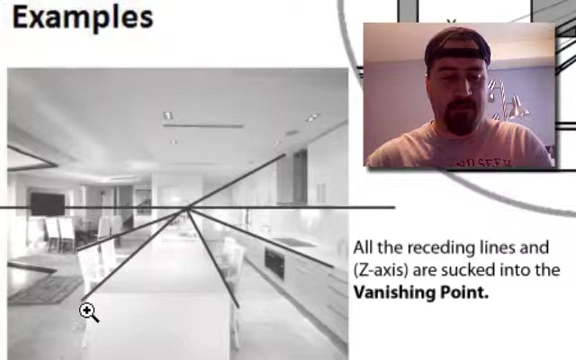 Examples
All the receding lines and
(Z-axis) are sucked into the
Vanishing Point.